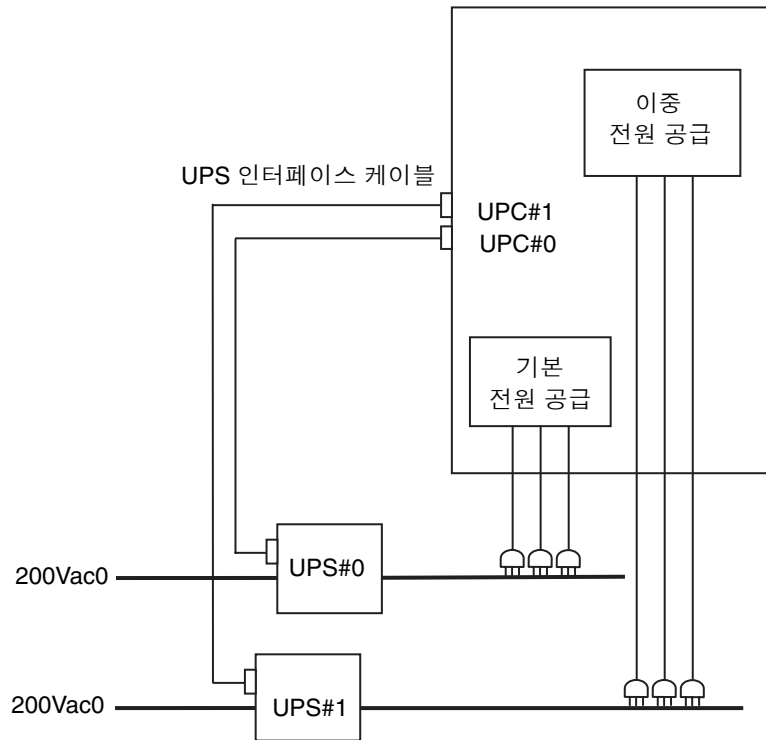 이중
전원 공급
UPS 인터페이스 케이블
UPC#1
UPC#0
기본
전원 공급
UPS#0
200Vac0
UPS#1
200Vac0